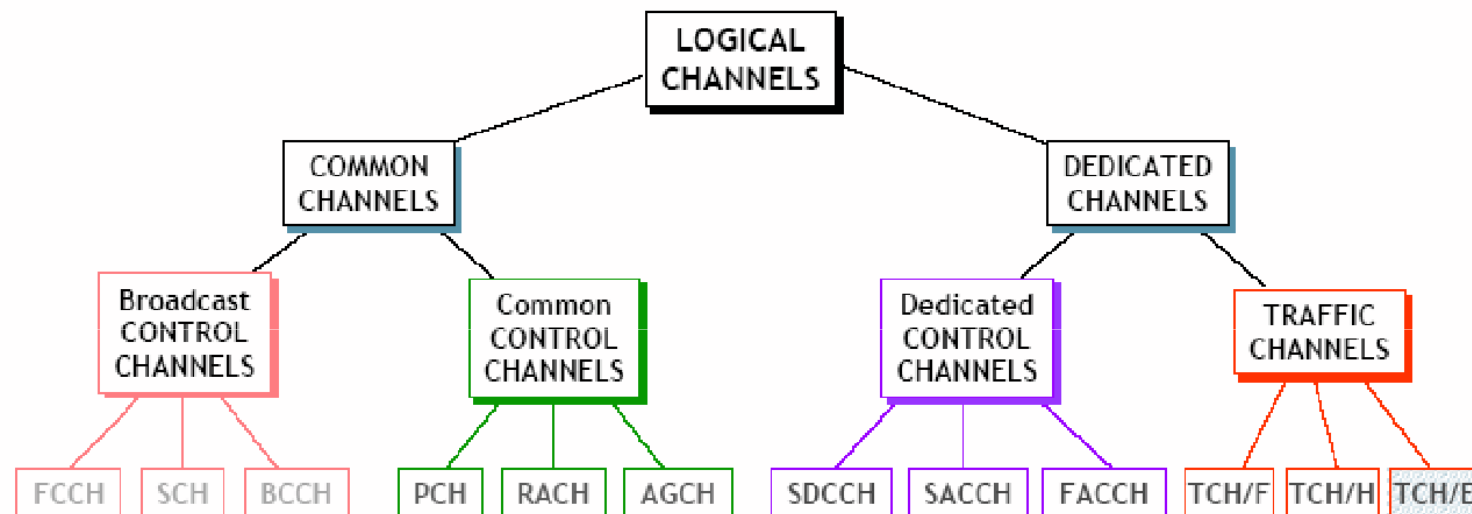 LOGICAL
CHANNELS
COMMON
CHANNELS
DEDICATED
CHANNELS
Broadcast
CONTROL
CHANNELS
Common
CONTROL
CHANNELS
Dedicated
CONTROL
CHANNELS
TRAFFIC
CHANNELS
FCCH
SCH
BCCH
PCH
RACH
AGCH
SDCCH
SACCH
FACCH
TCH/F
TCH/H
TCH/E